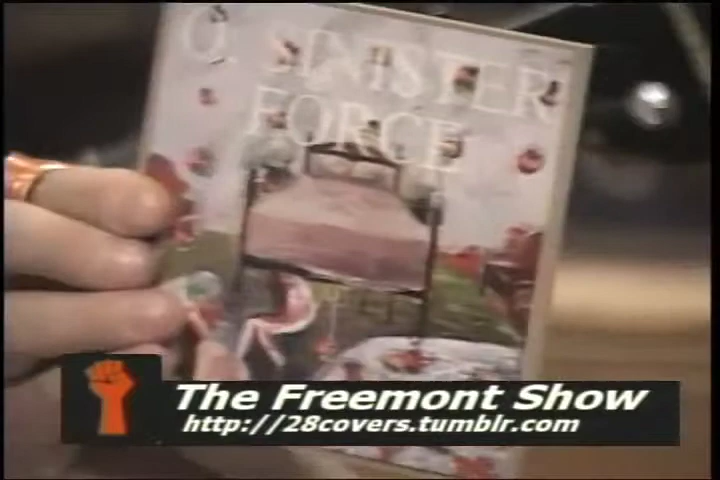 O. SINISTER
FORCE
The Freemont Show
http://28covers.tumblr.com